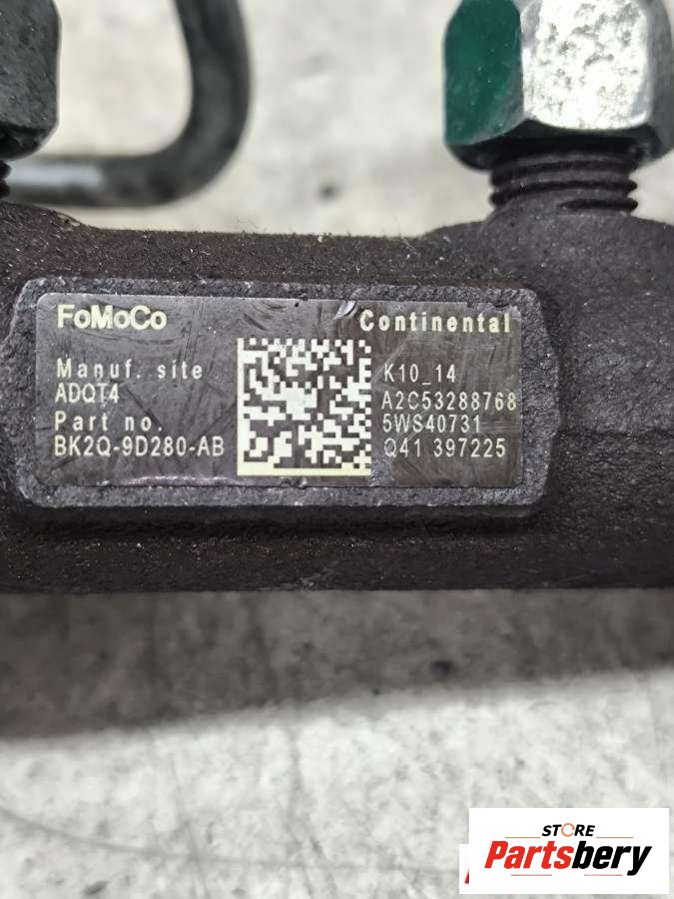 FoMoCo
Manuf. site
ADQT4
Part no.
BK2Q-9D280-AB
Continental
K10_14
A2C53288768
5WS40731
Q41 397225
STORE
Partsbery